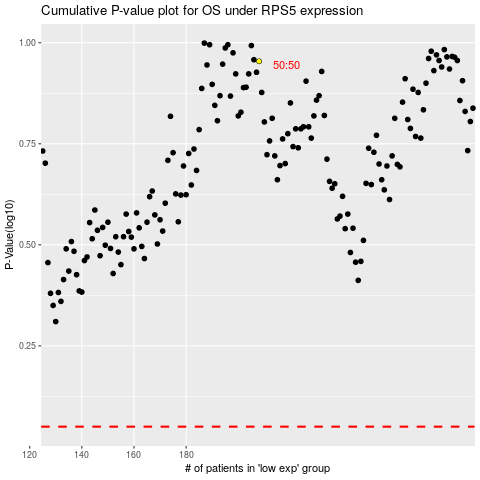 Cumulative P-value plot for OS under RPS5 expression
1.00
50:50
0.75
P-Value(log10)
0.50
0.25
120 140 160 180
# of patients in 'low exp' group